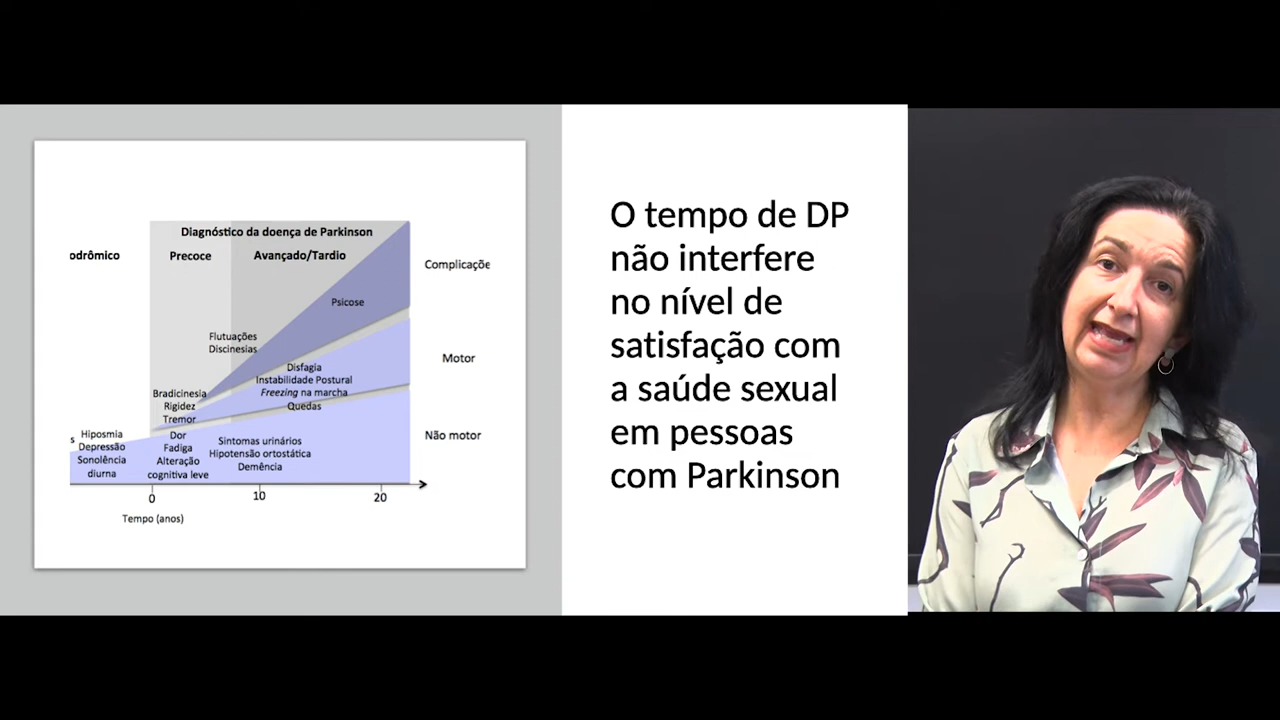 Diagnóstico da doença de Parkinson
odrômico
Precoce
Avançado/Tardio
Complicaçõe
Psicose
Flutuações
Discinesias
Motor
Disfagia
Instabilidade Postural
Freezing na marcha
Quedas
Bradicinesia
Rigidez
Tremor
Não motor
s
Hiposmia
Depressão
Sonolência
diurna
Dor
Fadiga
Alteração
cognitiva leve
Sintomas urinários
Hipotensão ortostática
Demência
0
10
20
Tempo (anos)
O tempo de DP
não interfere
no nível de
satisfação com
a saúde sexual
em pessoas
com Parkinson